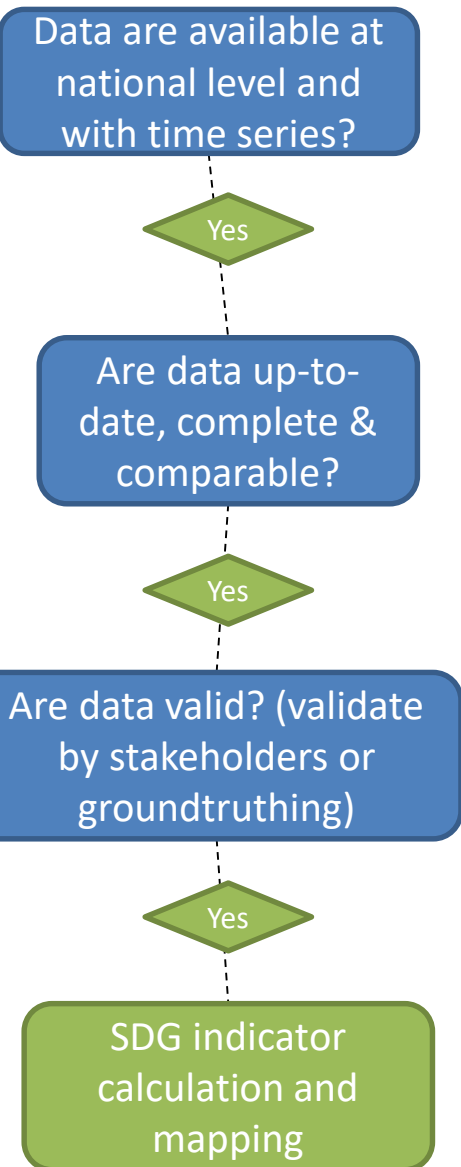 Data are available at
national level and
with time series?
Yes
Are data up-to-
date, complete &
comparable?
Yes
Are data valid? (validate
by stakeholders or
groundtruthing)
Yes
SDG indicator
calculation and
mapping